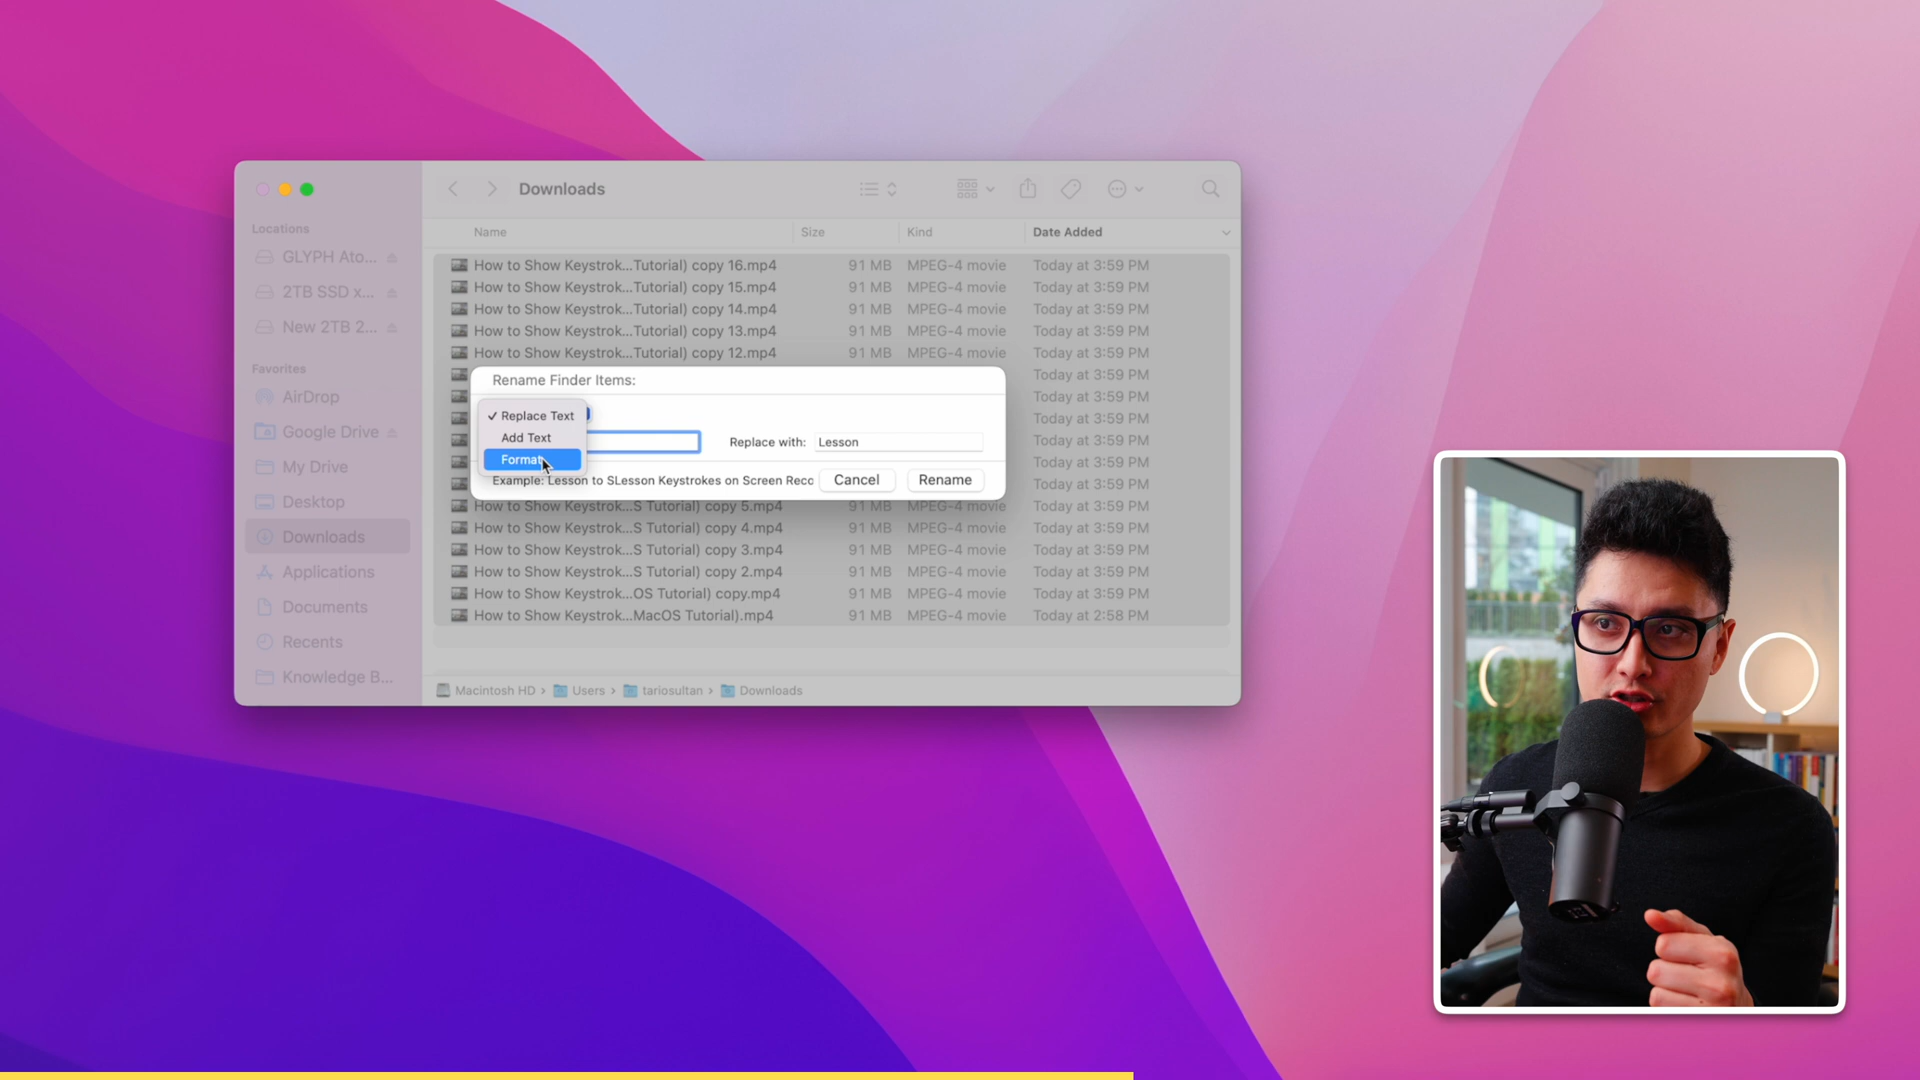 Downloads
Locations
GLYPH Ato...
2TB SSD x...
New 2TB 2...
Favorites
AirDrop
Google Drive
My Drive
Desktop
Downloads
Applications
Documents
Recents
Knowledge B...
Name Size Kind Date Added
How to Show Keystrok...Tutorial) copy 16.mp4 91 MB MPEG-4 movie Today at 3:59 PM
How to Show Keystrok...Tutorial) copy 15.mp4 91 MB MPEG-4 movie Today at 3:59 PM
How to Show Keystrok...Tutorial) copy 14.mp4 91 MB MPEG-4 movie Today at 3:59 PM
How to Show Keystrok...Tutorial) copy 13.mp4 91 MB MPEG-4 movie Today at 3:59 PM
How to Show Keystrok...Tutorial) copy 12.mp4 91 MB MPEG-4 movie Today at 3:59 PM
Today at 3:59 PM
Today at 3:59 PM
Today at 3:59 PM
Today at 3:59 PM
Today at 3:59 PM
Today at 3:59 PM
How to Show Keystrok...S Tutorial) copy 5.mp4 91 MB MPEG-4 movie Today at 3:59 PM
How to Show Keystrok...S Tutorial) copy 4.mp4 91 MB MPEG-4 movie Today at 3:59 PM
How to Show Keystrok...S Tutorial) copy 3.mp4 91 MB MPEG-4 movie Today at 3:59 PM
How to Show Keystrok...S Tutorial) copy 2.mp4 91 MB MPEG-4 movie Today at 3:59 PM
How to Show Keystrok...OS Tutorial) copy.mp4 91 MB MPEG-4 movie Today at 3:59 PM
How to Show Keystrok...MacOS Tutorial).mp4 91 MB MPEG-4 movie Today at 2:58 PM
Rename Finder Items:
✓ Replace Text
Add Text
Format
Replace with: Lesson
Example: Lesson to SLesson Keystrokes on Screen Reco
Cancel Rename
Macintosh HD › Users › tariosultan › Downloads